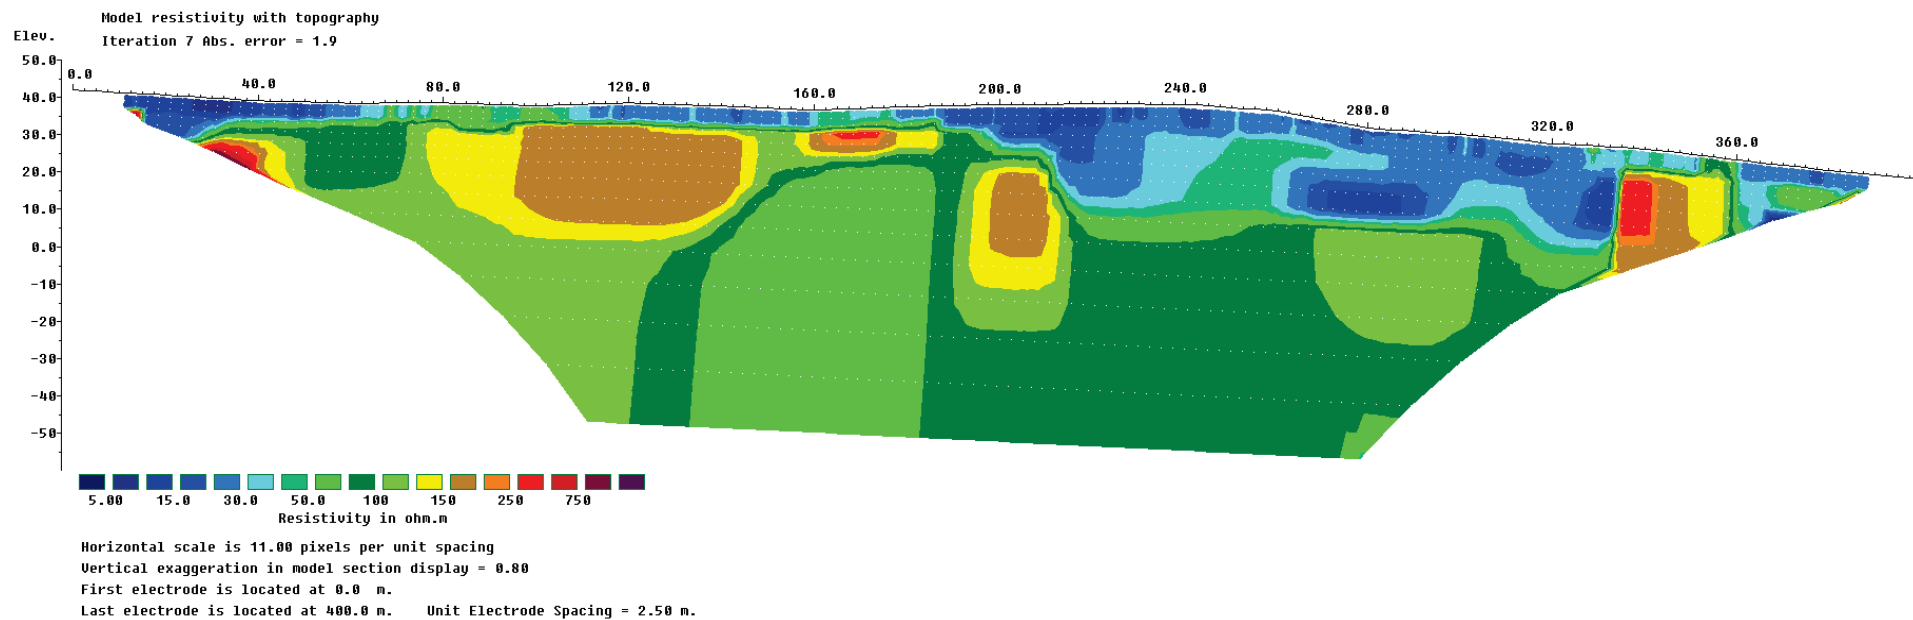 Model resistivity with topography
Iteration 7 Abs. error = 1.9
Elev.
50.0
40.0
30.0
20.0
10.0
0.0
-10
-20
-30
-40
-50
0.0 40.0 80.0 120.0 160.0 200.0 240.0 280.0 320.0 360.0
5.00 15.0 30.0 50.0 100 150 250 750
Resistivity in ohm.m
Horizontal scale is 11.00 pixels per unit spacing
Vertical exaggeration in model section display = 0.80
First electrode is located at 0.0 m.
Last electrode is located at 400.0 m. Unit Electrode Spacing = 2.50 m.